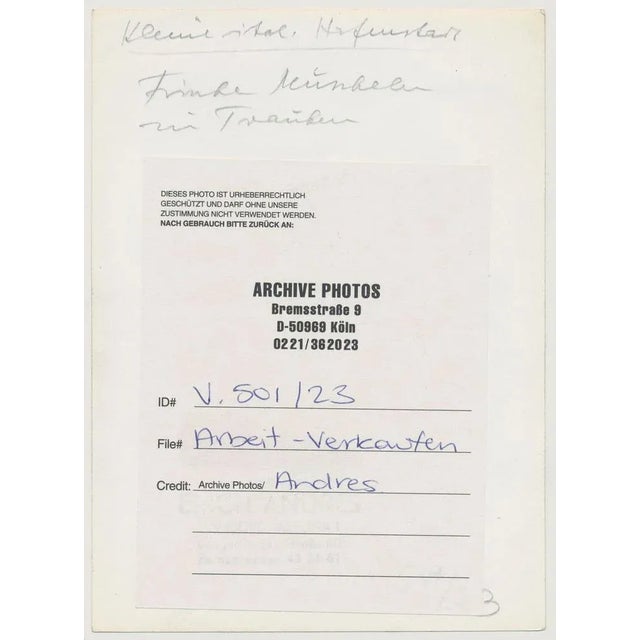 Kleine ital. Hafenstadt
Muscheln
Trauben
DIESES PHOTO IST URHEBERRECHTLICH
GESCHÜTZT UND DARF OHNE UNSERE
ZUSTIMMUNG NICHT VERWENDET WERDEN.
NACH GEBRAUCH BITTE ZURÜCK AN:
ARCHIVE PHOTOS
Bremsstraße 9
D-50969 Köln
0221/362023
ID# V.501/23
File# Arbeit-Verkaufen
Credit: Archive Photos/ Andres
3